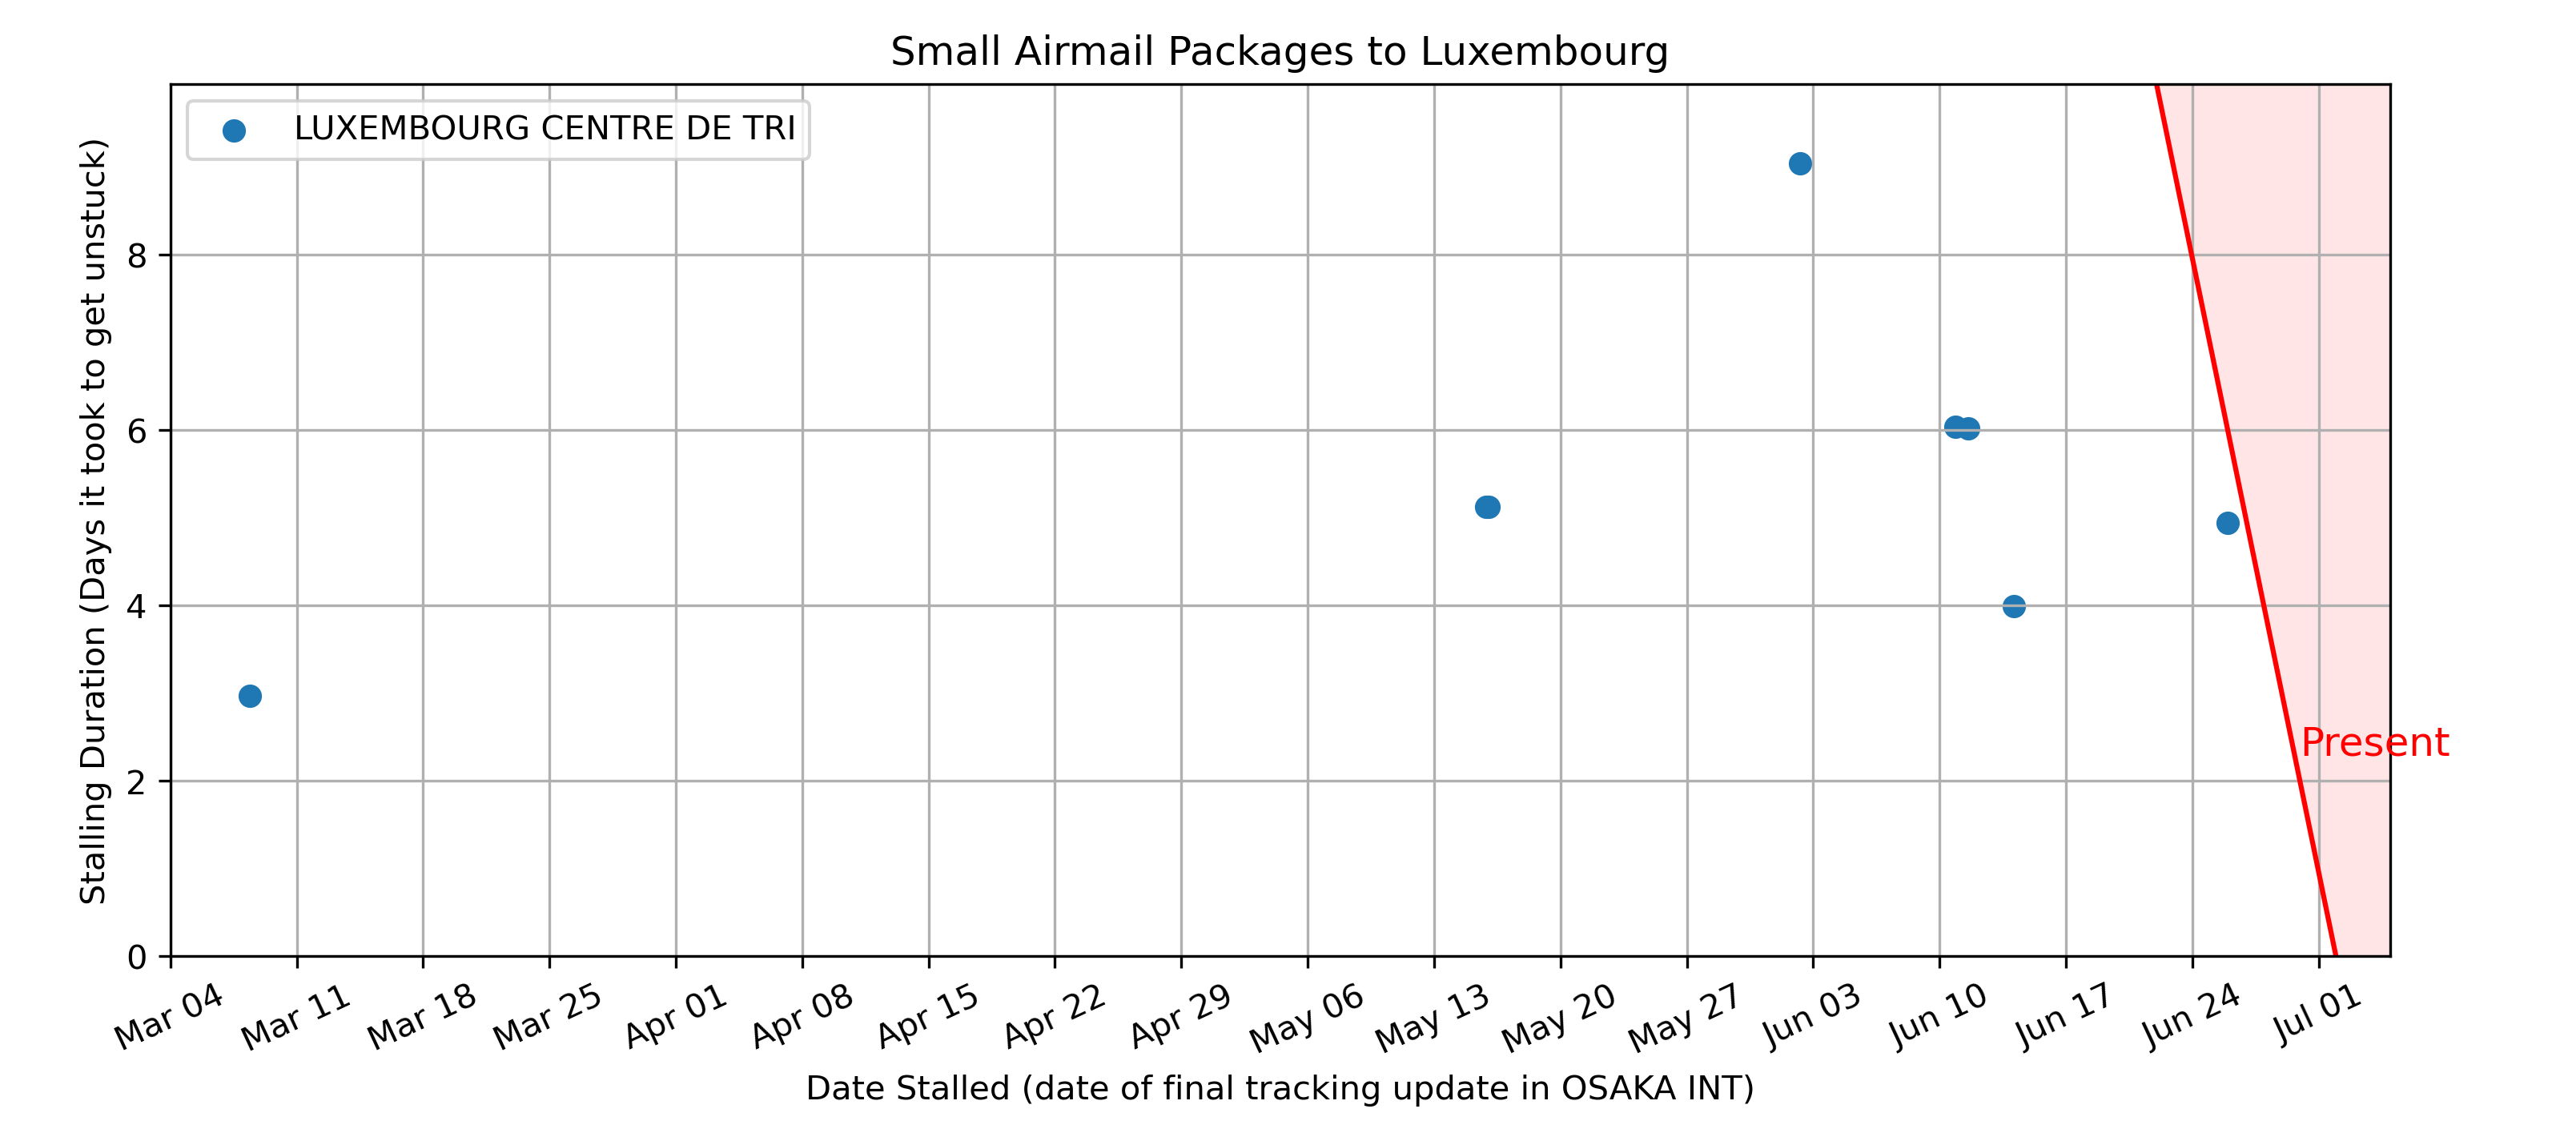 Small Airmail Packages to Luxembourg
LUXEMBOURG CENTRE DE TRI
Stalling Duration (Days it took to get unstuck)
8
6
4
2
0
Present
Mar 04
Mar 11
Mar 18
Mar 25
Apr 01
Apr 08
Apr 15
Apr 22
Apr 29
May 06
May 13
May 20
May 27
Jun 03
Jun 10
Jun 17
Jun 24
Jul 01
Date Stalled (date of final tracking update in OSAKA INT)